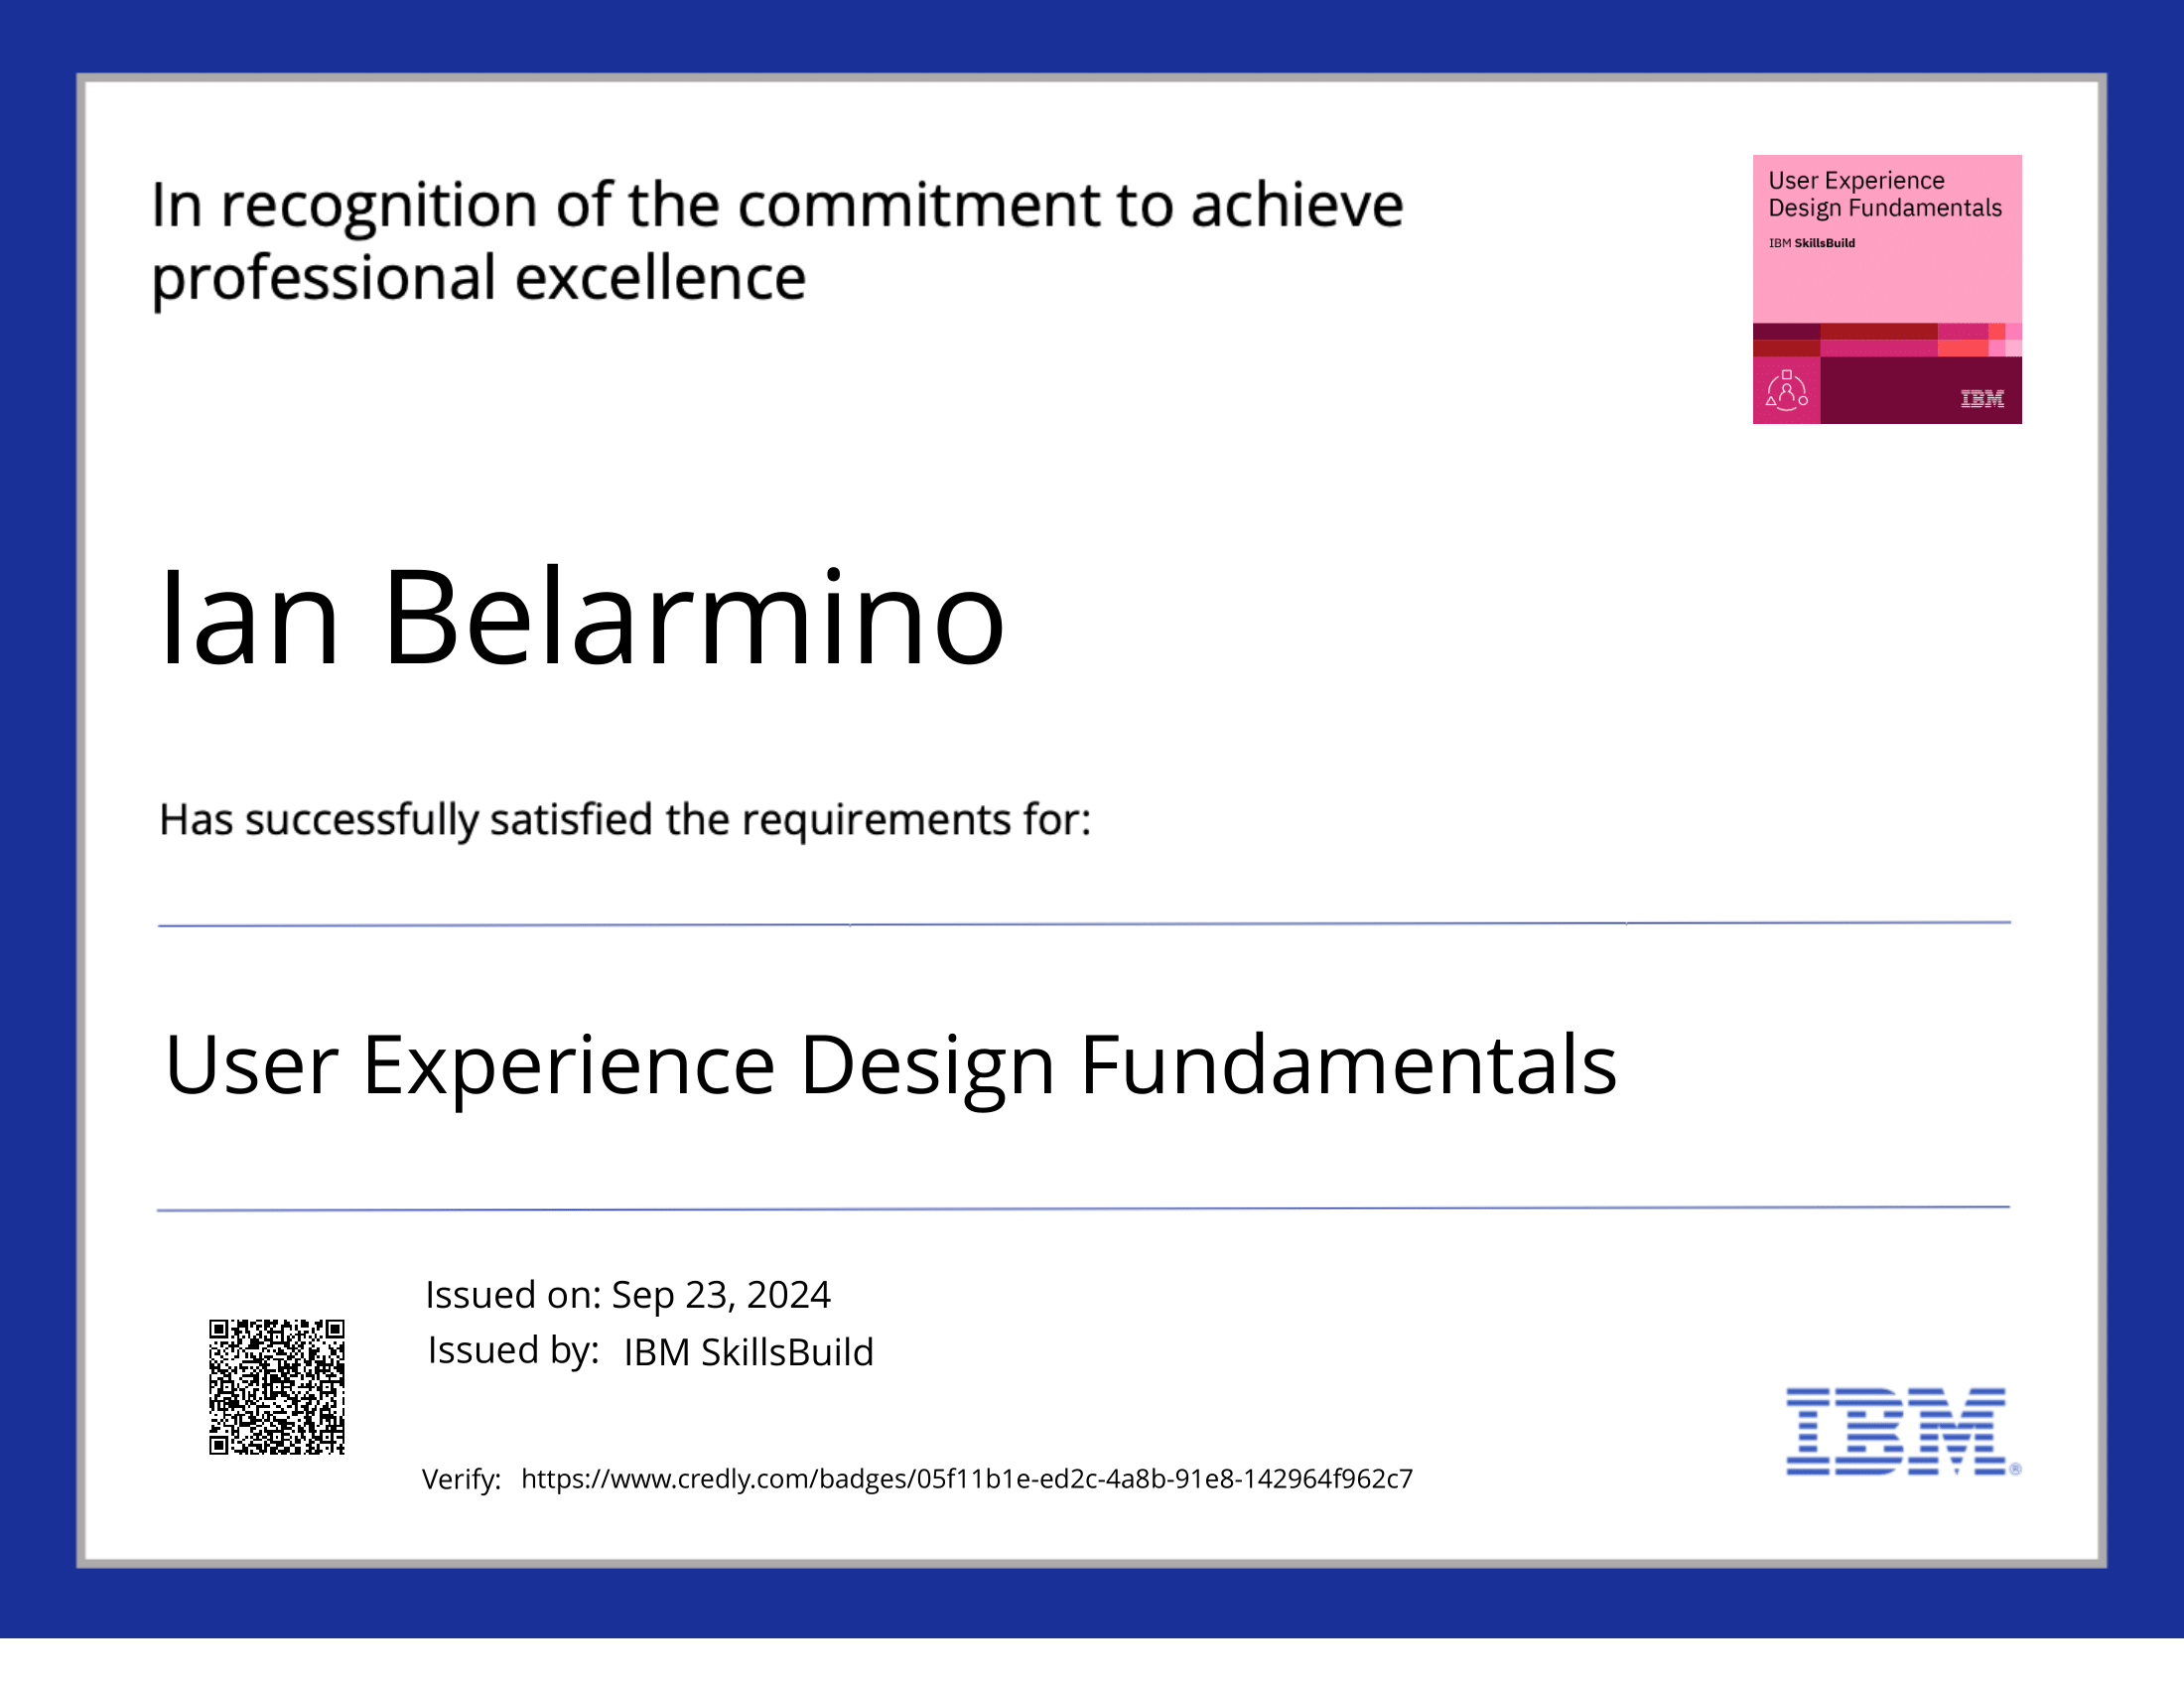 In recognition of the commitment to achieve
professional excellence
User Experience
Design Fundamentals
IBM SkillsBuild
IBM
Ian Belarmino
Has successfully satisfied the requirements for:
User Experience Design Fundamentals
Issued on: Sep 23, 2024
Issued by: IBM SkillsBuild
Verify: https://www.credly.com/badges/05f11b1e-ed2c-4a8b-91e8-142964f962c7
IBM®